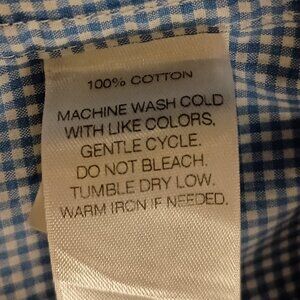 100% COTTON
MACHINE WASH COLD
WITH LIKE COLORS,
GENTLE CYCLE.
DO NOT BLEACH.
TUMBLE DRY LOW.
WARM IRON IF NEEDED.